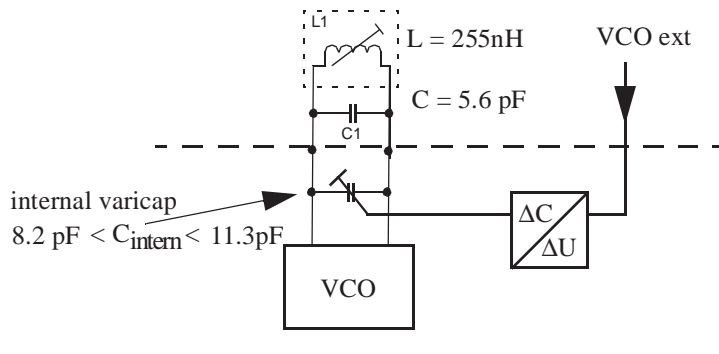 L1
L = 255nH
VCO ext
C = 5.6 pF
C1
internal varicap
8.2 pF < Cintern < 11.3pF
ΔC
ΔU
VCO